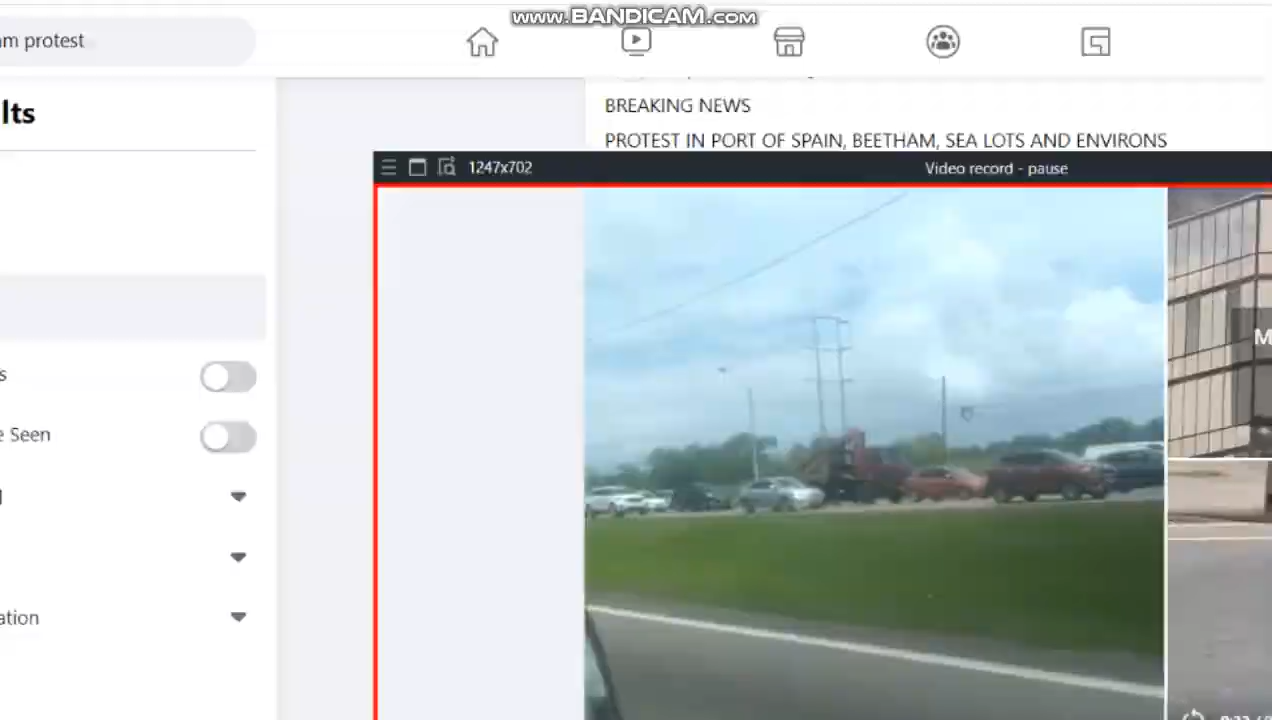 www.BANDICAM.com
am protest
lts
BREAKING NEWS
PROTEST IN PORT OF SPAIN, BEETHAM, SEA LOTS AND ENVIRONS
1247x702
Video record - pause
e Seen
ation